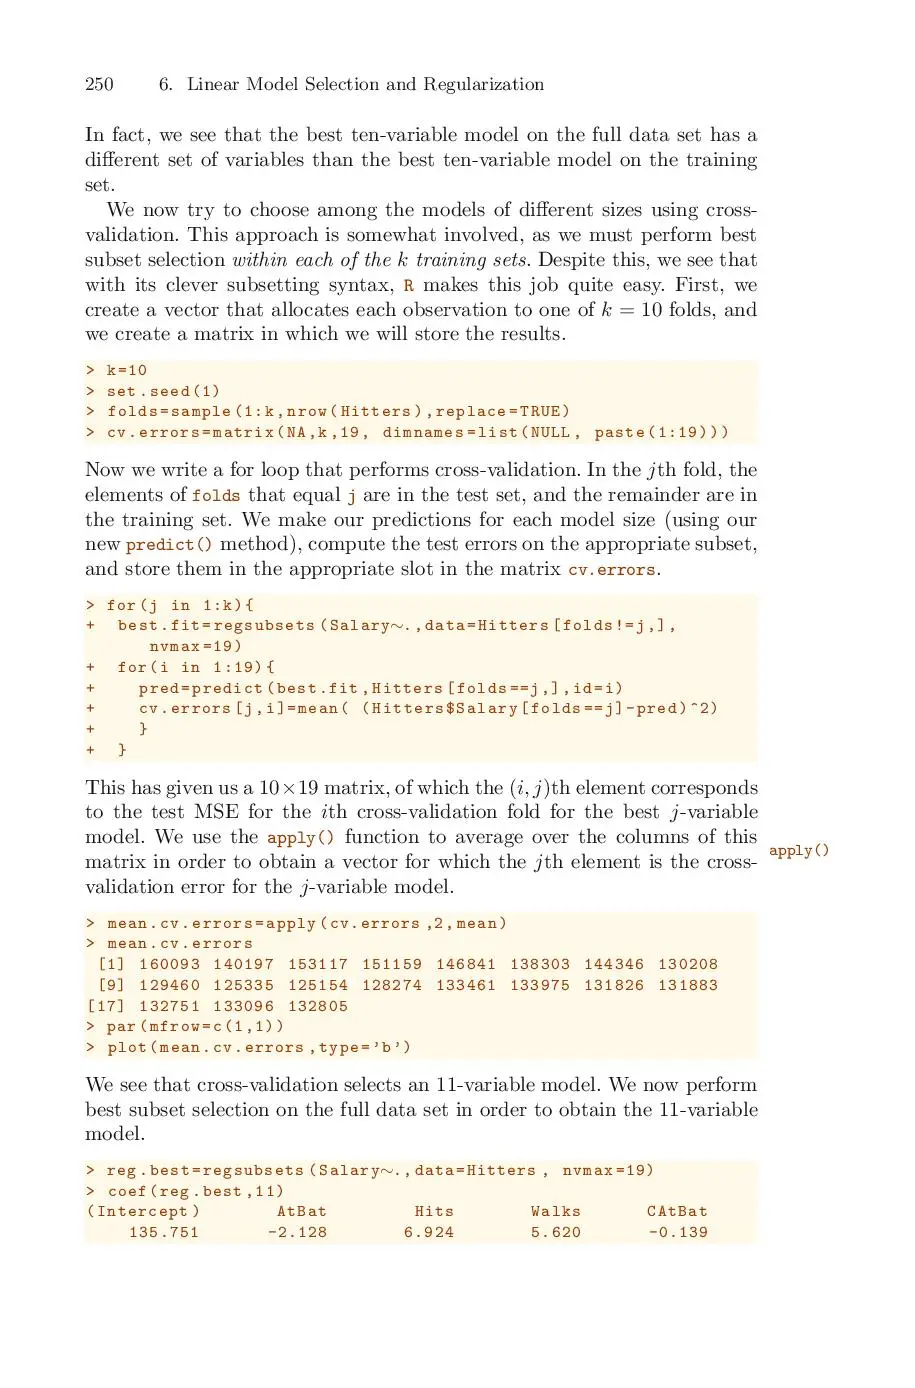 250 6. Linear Model Selection and Regularization
In fact, we see that the best ten-variable model on the full data set has a
different set of variables than the best ten-variable model on the training
set.
We now try to choose among the models of different sizes using cross-
validation. This approach is somewhat involved, as we must perform best
subset selection within each of the k training sets. Despite this, we see that
with its clever subsetting syntax, R makes this job quite easy. First, we
create a vector that allocates each observation to one of k = 10 folds, and
we create a matrix in which we will store the results.
> k=10
> set.seed(1)
> folds=sample(1:k,nrow(Hitters),replace=TRUE)
> cv.errors=matrix(NA,k,19, dimnames=list(NULL, paste(1:19)))
Now we write a for loop that performs cross-validation. In the jth fold, the
elements of folds that equal j are in the test set, and the remainder are in
the training set. We make our predictions for each model size (using our
new predict() method), compute the test errors on the appropriate subset,
and store them in the appropriate slot in the matrix cv.errors.
> for(j in 1:k){
+ best.fit=regsubsets(Salary∼.,data=Hitters[folds!=j,],
nvmax=19)
+ for(i in 1:19){
+ pred=predict(best.fit,Hitters[folds==j,],id=i)
+ cv.errors[j,i]=mean( (Hitters$Salary[folds==j]-pred)^2)
+ }
+ }
This has given us a 10×19 matrix, of which the (i, j)th element corresponds
to the test MSE for the ith cross-validation fold for the best j-variable
model. We use the apply() function to average over the columns of this
apply()
matrix in order to obtain a vector for which the jth element is the cross-
validation error for the j-variable model.
> mean.cv.errors=apply(cv.errors,2,mean)
> mean.cv.errors
[1] 160093 140197 153117 151159 146841 138303 144346 130208
[9] 129460 125335 125154 128274 133461 133975 131826 131883
[17] 132751 133096 132805
> par(mfrow=c(1,1))
> plot(mean.cv.errors,type=’b’)
We see that cross-validation selects an 11-variable model. We now perform
best subset selection on the full data set in order to obtain the 11-variable
model.
> reg.best=regsubsets(Salary∼.,data=Hitters, nvmax=19)
> coef(reg.best,11)
(Intercept) AtBat Hits Walks CAtBat
135.751 -2.128 6.924 5.620 -0.139